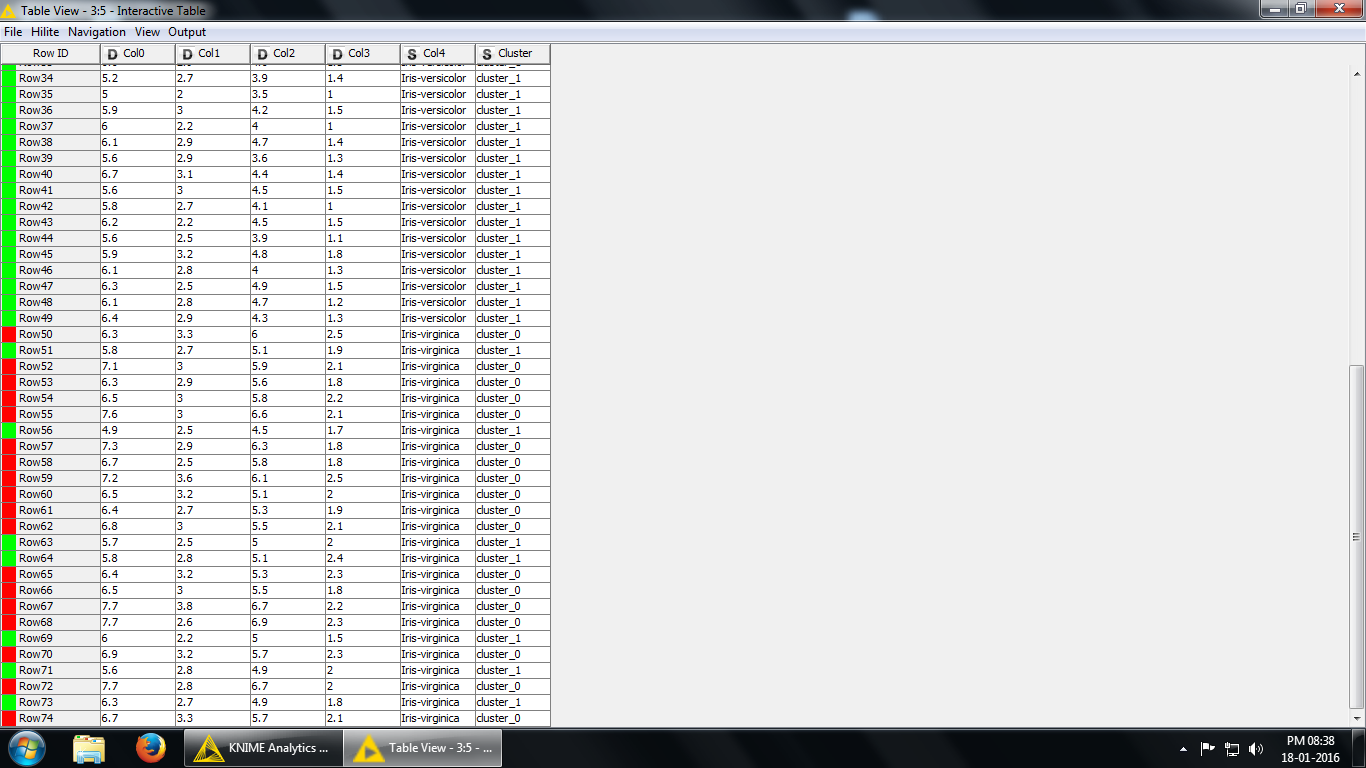 Table View - 3:5 - Interactive Table
File Hilite Navigation View Output
Row ID D Col0 D Col1 D Col2 D Col3 S Col4 S Cluster
Row34 5.2 2.7 3.9 1.4 Iris-versicolor cluster_1
Row35 5 2 3.5 1 Iris-versicolor cluster_1
Row36 5.9 3 4.2 1.5 Iris-versicolor cluster_1
Row37 6 2.2 4 1 Iris-versicolor cluster_1
Row38 6.1 2.9 4.7 1.4 Iris-versicolor cluster_1
Row39 5.6 2.9 3.6 1.3 Iris-versicolor cluster_1
Row40 6.7 3.1 4.4 1.4 Iris-versicolor cluster_1
Row41 5.6 3 4.5 1.5 Iris-versicolor cluster_1
Row42 5.8 2.7 4.1 1 Iris-versicolor cluster_1
Row43 6.2 2.2 4.5 1.5 Iris-versicolor cluster_1
Row44 5.6 2.5 3.9 1.1 Iris-versicolor cluster_1
Row45 5.9 3.2 4.8 1.8 Iris-versicolor cluster_1
Row46 6.1 2.8 4 1.3 Iris-versicolor cluster_1
Row47 6.3 2.5 4.9 1.5 Iris-versicolor cluster_1
Row48 6.1 2.8 4.7 1.2 Iris-versicolor cluster_1
Row49 6.4 2.9 4.3 1.3 Iris-versicolor cluster_1
Row50 6.3 3.3 6 2.5 Iris-virginica cluster_0
Row51 5.8 2.7 5.1 1.9 Iris-virginica cluster_1
Row52 7.1 3 5.9 2.1 Iris-virginica cluster_0
Row53 6.3 2.9 5.6 1.8 Iris-virginica cluster_0
Row54 6.5 3 5.8 2.2 Iris-virginica cluster_0
Row55 7.6 3 6.6 2.1 Iris-virginica cluster_0
Row56 4.9 2.5 4.5 1.7 Iris-virginica cluster_1
Row57 7.3 2.9 6.3 1.8 Iris-virginica cluster_0
Row58 6.7 2.5 5.8 1.8 Iris-virginica cluster_0
Row59 7.2 3.6 6.1 2.5 Iris-virginica cluster_0
Row60 6.5 3.2 5.1 2 Iris-virginica cluster_0
Row61 6.4 2.7 5.3 1.9 Iris-virginica cluster_0
Row62 6.8 3 5.5 2.1 Iris-virginica cluster_0
Row63 5.7 2.5 5 2 Iris-virginica cluster_1
Row64 5.8 2.8 5.1 2.4 Iris-virginica cluster_1
Row65 6.4 3.2 5.3 2.3 Iris-virginica cluster_0
Row66 6.5 3 5.5 1.8 Iris-virginica cluster_0
Row67 7.7 3.8 6.7 2.2 Iris-virginica cluster_0
Row68 7.7 2.6 6.9 2.3 Iris-virginica cluster_0
Row69 6 2.2 5 1.5 Iris-virginica cluster_1
Row70 6.9 3.2 5.7 2.3 Iris-virginica cluster_0
Row71 5.6 2.8 4.9 2 Iris-virginica cluster_1
Row72 7.7 2.8 6.7 2 Iris-virginica cluster_0
Row73 6.3 2.7 4.9 1.8 Iris-virginica cluster_1
Row74 6.7 3.3 5.7 2.1 Iris-virginica cluster_0
KNIME Analytics ... Table View - 3:5 - ... PM 08:38
18-01-2016